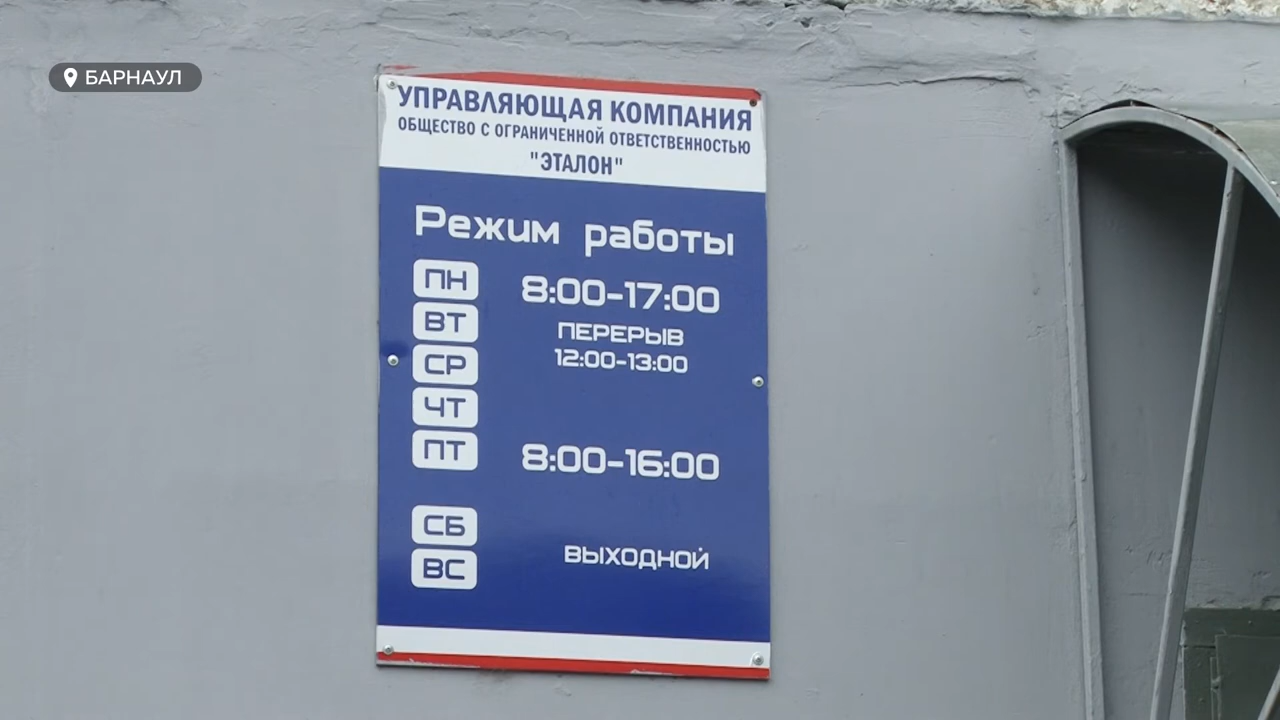 БАРНАУЛ
УПРАВЛЯЮЩАЯ КОМПАНИЯ
ОБЩЕСТВО С ОГРАНИЧЕННОЙ ОТВЕТСТВЕННОСТЬЮ
"ЭТАЛОН"
Режим работы
ПН 8:00-17:00
ВТ ПЕРЕРЫВ
СР 12:00-13:00
ЧТ
ПТ 8:00-16:00
СБ
ВЫХОДНОЙ
ВС